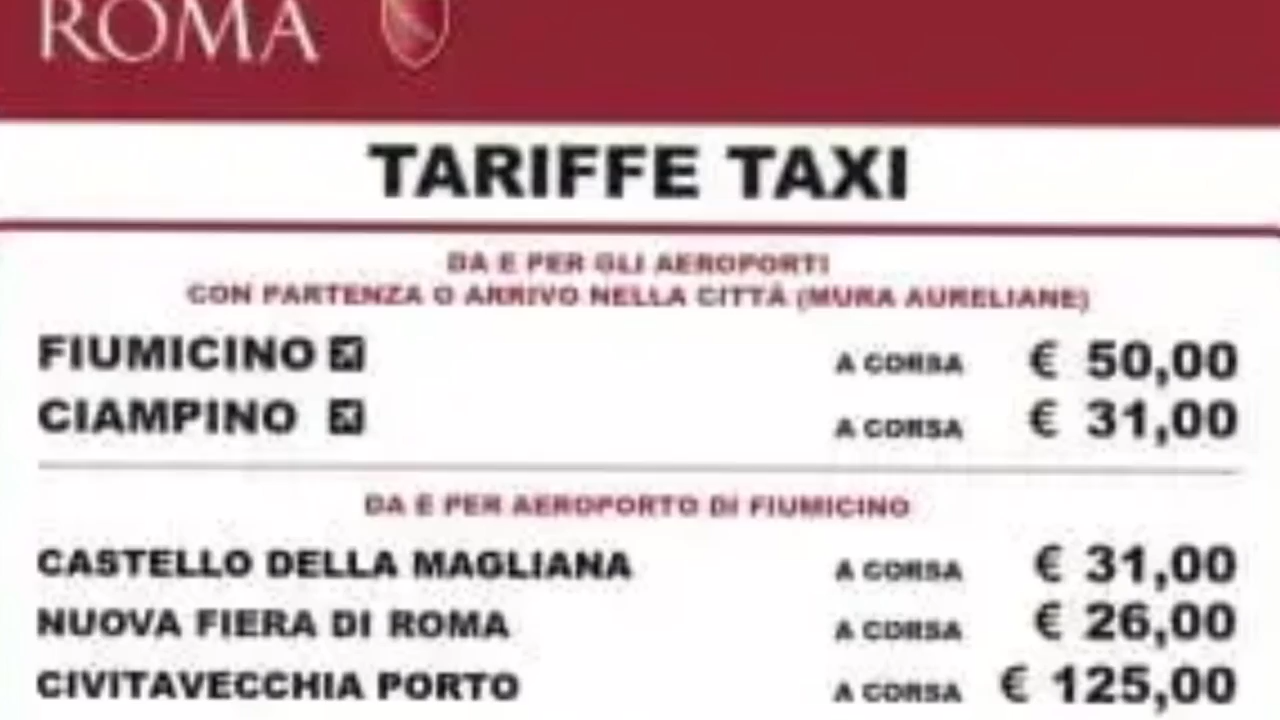 ROMA
TARIFFE TAXI
DA E PER GLI AEROPORTI
CON PARTENZA O ARRIVO NELLA CITTÀ (MURA AURELIANE)
FIUMICINO A CORSA € 50,00
CIAMPINO A CORSA € 31,00
DA E PER AEROPORTO DI FIUMICINO
CASTELLO DELLA MAGLIANA A CORSA € 31,00
NUOVA FIERA DI ROMA A CORSA € 26,00
CIVITAVECCHIA PORTO A CORSA € 125,00